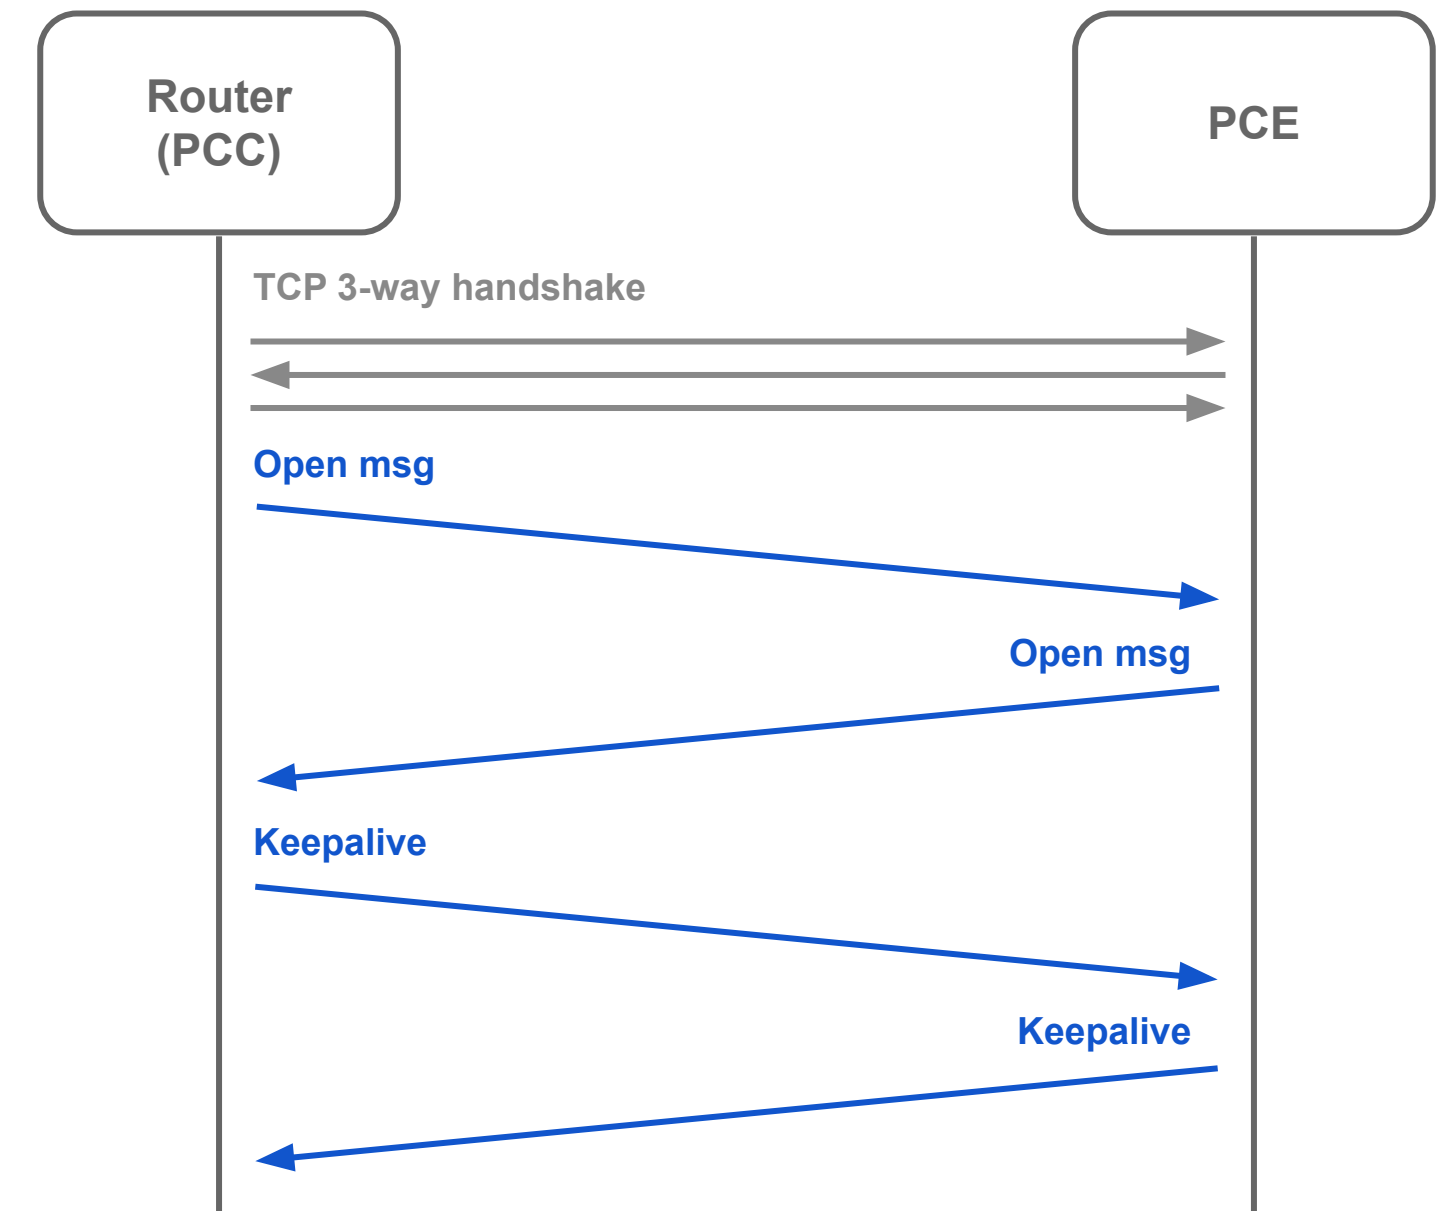 Router
(PCC)
PCE
TCP 3-way handshake
Open msg
Open msg
Keepalive
Keepalive